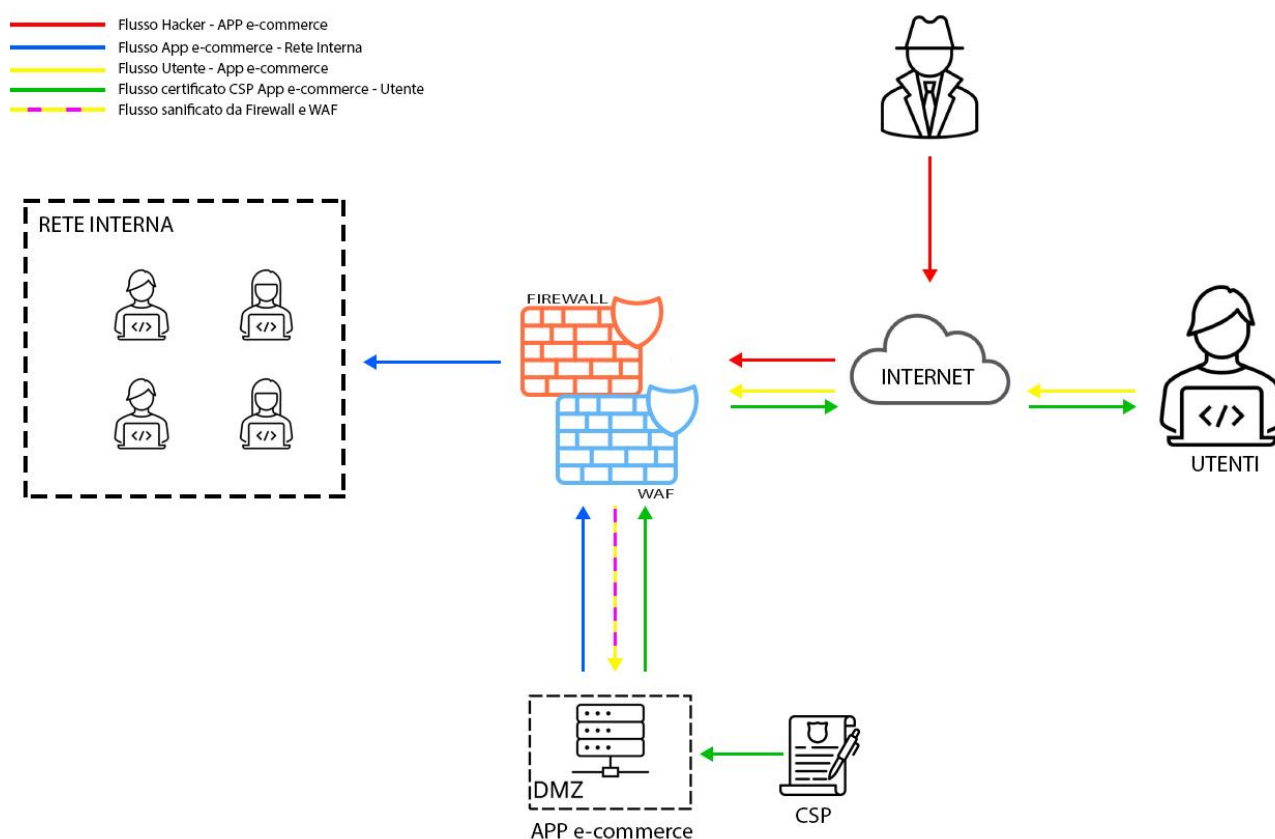 Flusso Hacker - APP e-commerce
Flusso App e-commerce - Rete Interna
Flusso Utente - App e-commerce
Flusso certificato CSP App e-commerce - Utente
Flusso sanificato da Firewall e WAF
RETE INTERNA
</>
</>
</>
</>
FIREWALL
WAF
INTERNET
</>
UTENTI
DMZ
APP e-commerce
CSP